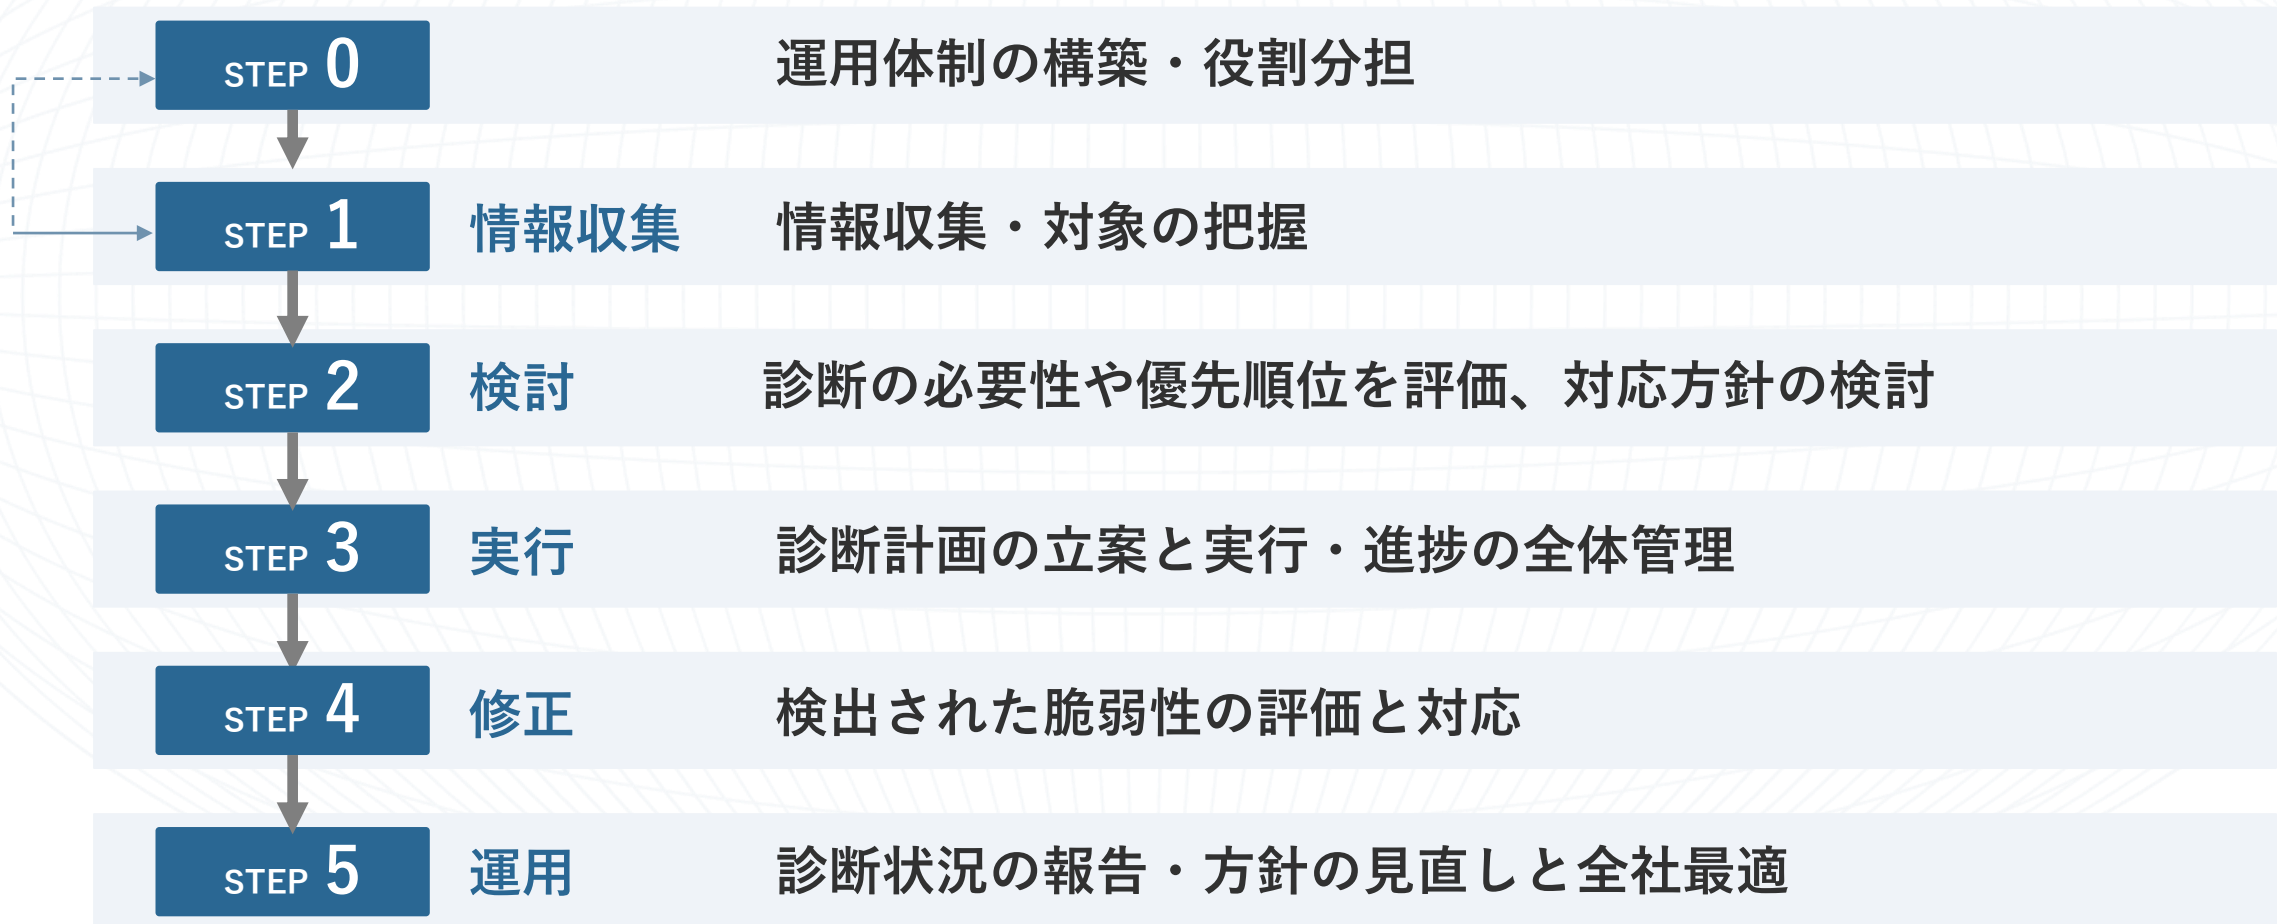 STEP 0 運用体制の構築・役割分担
STEP 1 情報収集 情報収集・対象の把握
STEP 2 検討 診断の必要性や優先順位を評価、対応方針の検討
STEP 3 実行 診断計画の立案と実行・進捗の全体管理
STEP 4 修正 検出された脆弱性の評価と対応
STEP 5 運用 診断状況の報告・方針の見直しと全社最適